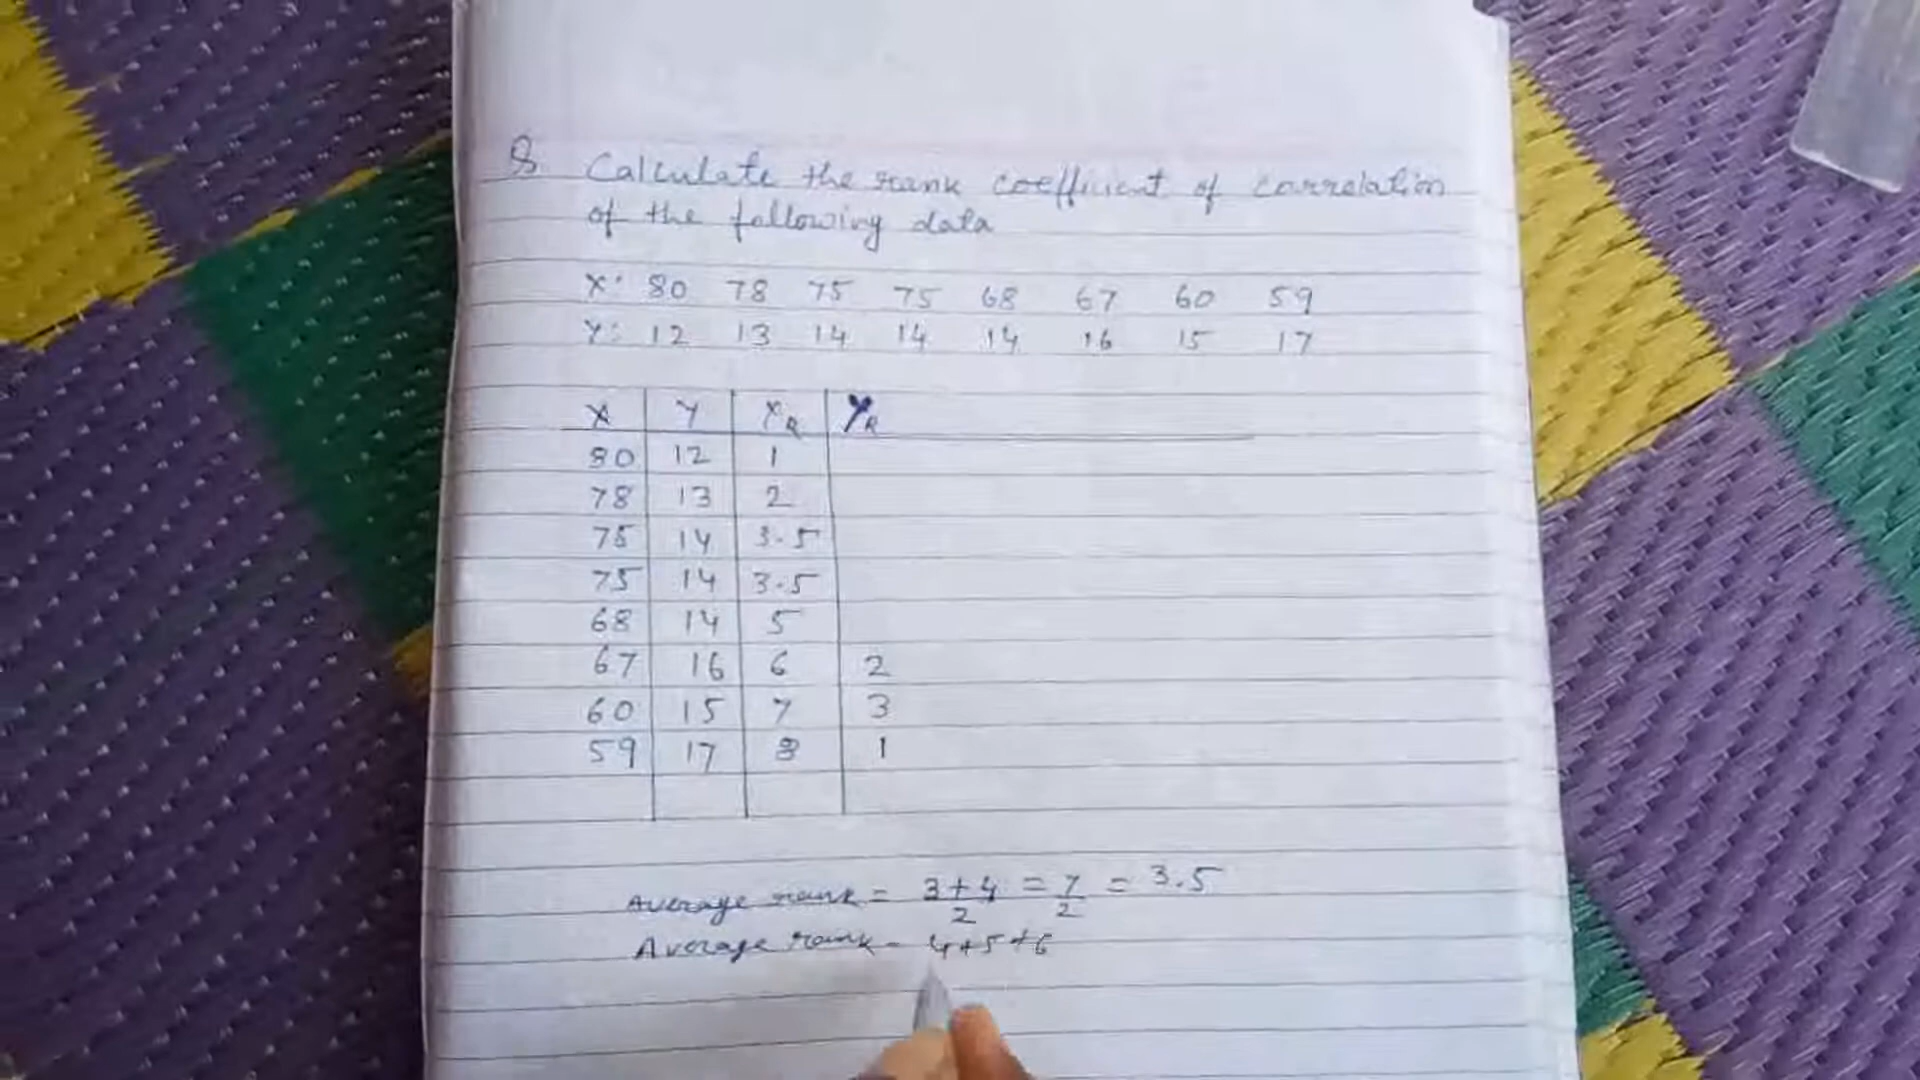 Q. Calculate the rank coefficient of correlation
of the following data
X: 80 78 75 75 68 67 60 59
Y: 12 13 14 14 14 16 15 17
X Y XR YR
80 12 1
78 13 2
75 14 3.5
75 14 3.5
68 14 5
67 16 6 2
60 15 7 3
59 17 8 1
Average rank = 3+4/2 = 7/2 = 3.5
Average rank - 4+5+6